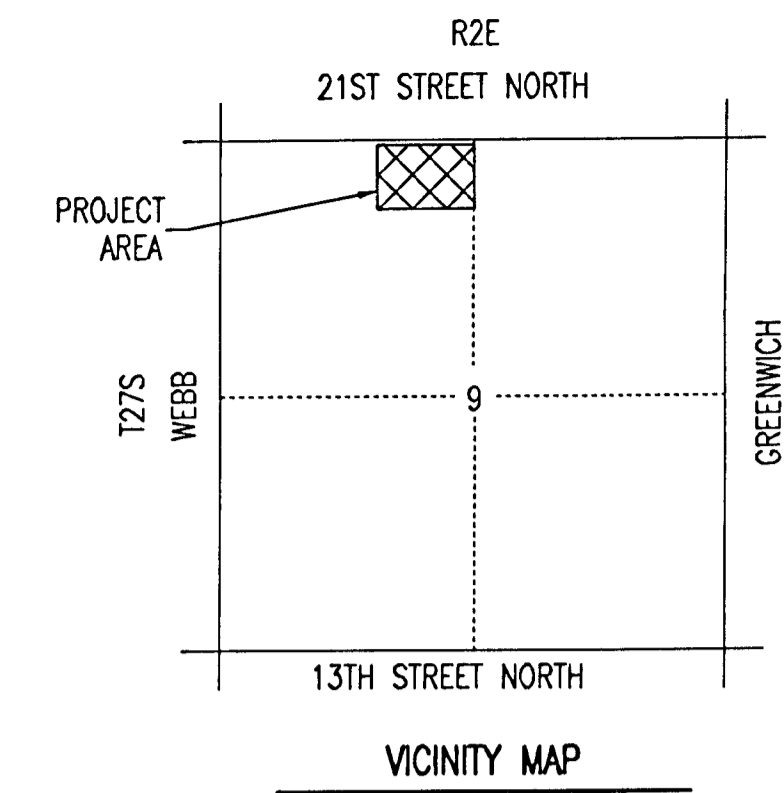 R2E
21ST STREET NORTH
PROJECT
AREA
T27S
WEBB
9
GREENWICH
13TH STREET NORTH
VICINITY MAP